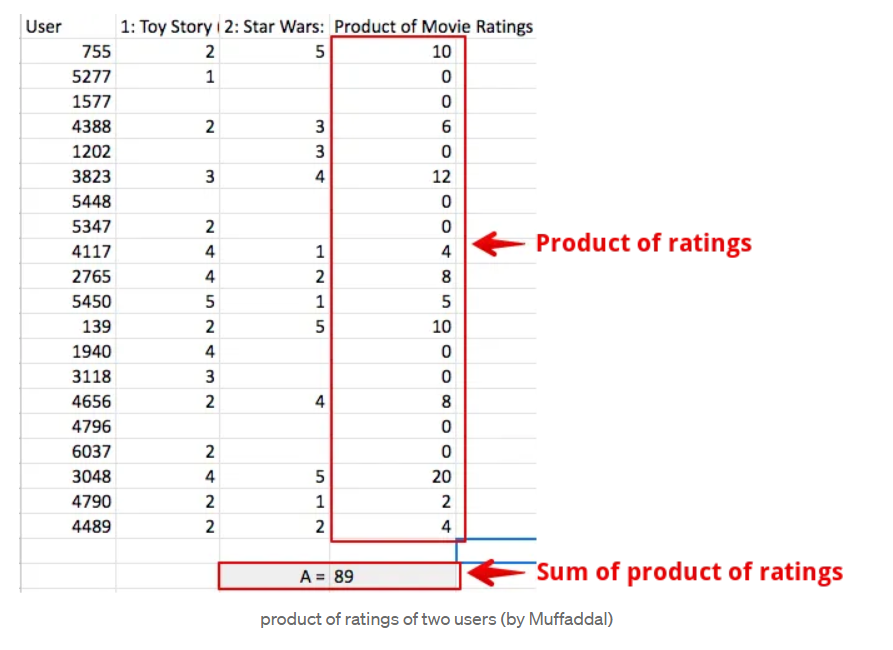 User 1: Toy Story ( 2: Star Wars: Product of Movie Ratings
755 2 5 10
5277 1 0
1577 0
4388 2 3 6
1202 3 0
3823 3 4 12
5448 0
5347 2 0
4117 4 1 4
2765 4 2 8
5450 5 1 5
139 2 5 10
1940 4 0
3118 3 0
4656 2 4 8
4796 0
6037 2 0
3048 4 5 20
4790 2 1 2
4489 2 2 4
A = 89
Product of ratings
Sum of product of ratings
product of ratings of two users (by Muffaddal)